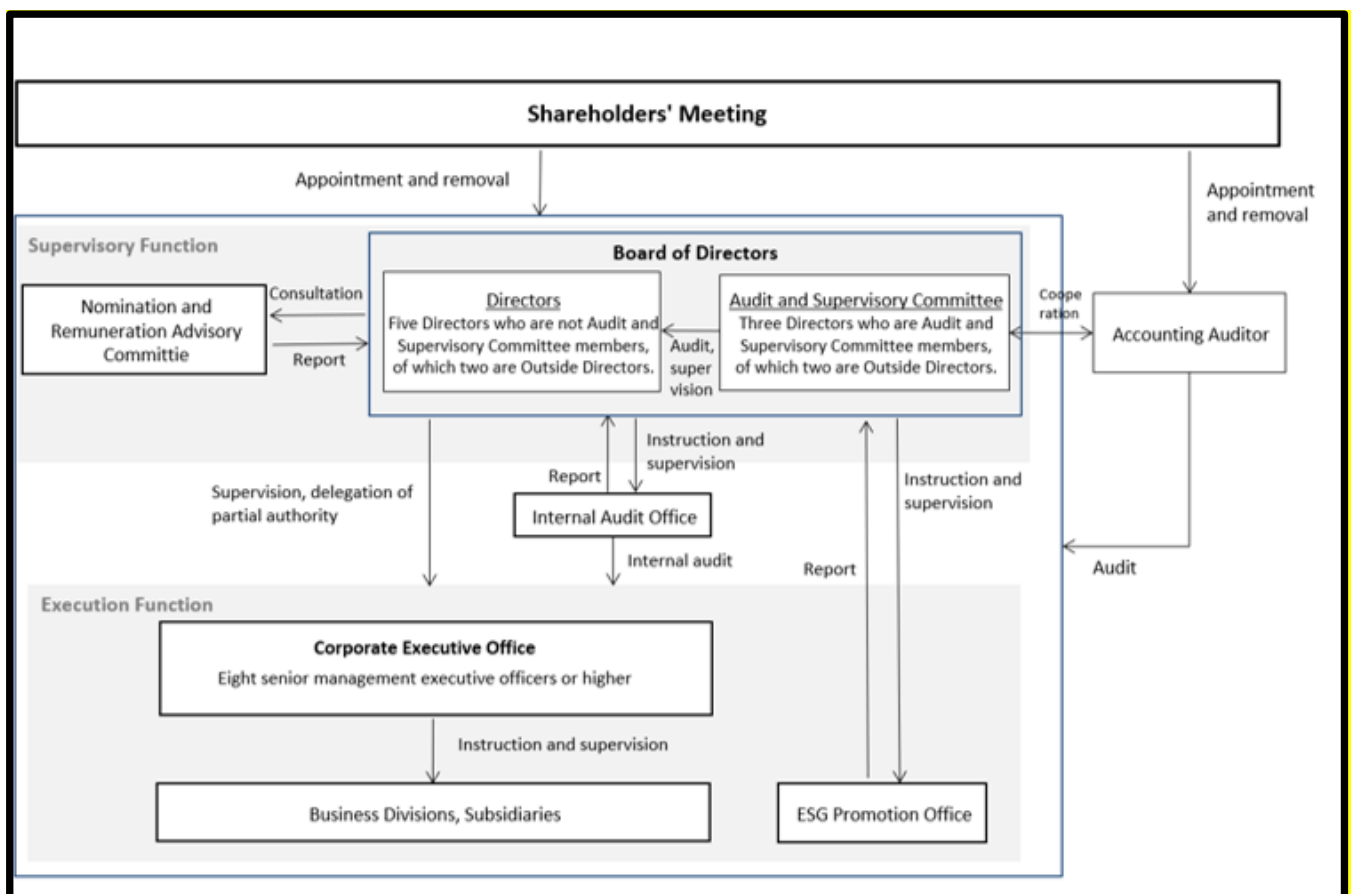 Shareholders' Meeting
Appointment and removal
Appointment
and removal
Supervisory Function
Board of Directors
Nomination and
Remuneration Advisory
Committie
Consultation
Report
Directors
Five Directors who are not Audit and
Supervisory Committee members,
of which two are Outside Directors.
Audit,
super
vision
Audit and Supervisory Committee
Three Directors who are Audit and
Supervisory Committee members,
of which two are Outside Directors.
Coope
ration
Accounting Auditor
Supervision, delegation of
partial authority
Report
Instruction and
supervision
Internal Audit Office
Internal audit
Report
Instruction and
supervision
Audit
Execution Function
Corporate Executive Office
Eight senior management executive officers or higher
Instruction and supervision
Business Divisions, Subsidiaries
ESG Promotion Office